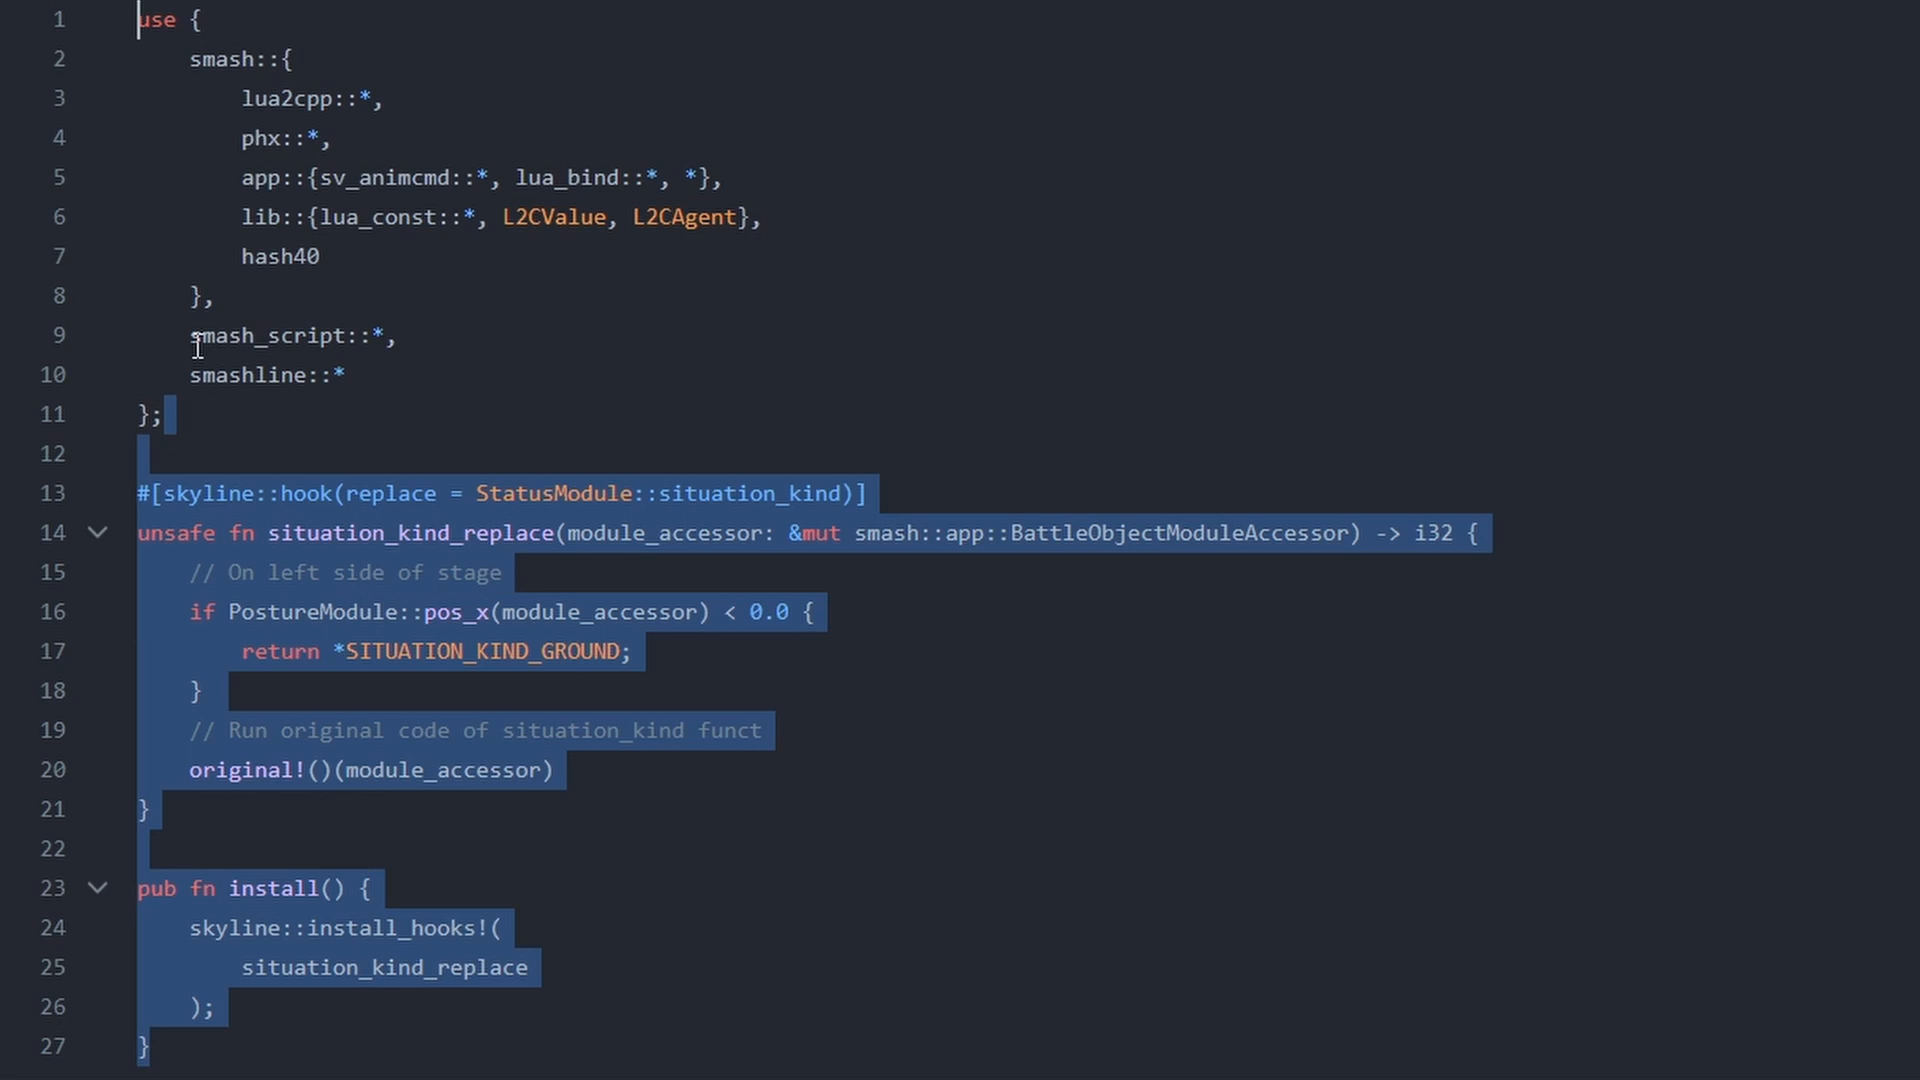 1 use {
2     smash::{
3         lua2cpp::*,
4         phx::*,
5         app::{sv_animcmd::*, lua_bind::*, *},
6         lib::{lua_const::*, L2CValue, L2CAgent},
7         hash40
8     },
9     smash_script::*,
10     smashline::*
11 };
12
13 #[skyline::hook(replace = StatusModule::situation_kind)]
14 unsafe fn situation_kind_replace(module_accessor: &mut smash::app::BattleObjectModuleAccessor) -> i32 {
15     // On left side of stage
16     if PostureModule::pos_x(module_accessor) < 0.0 {
17         return *SITUATION_KIND_GROUND;
18     }
19     // Run original code of situation_kind funct
20     original!()(module_accessor)
21 }
22
23 pub fn install() {
24     skyline::install_hooks!(
25         situation_kind_replace
26     );
27 }